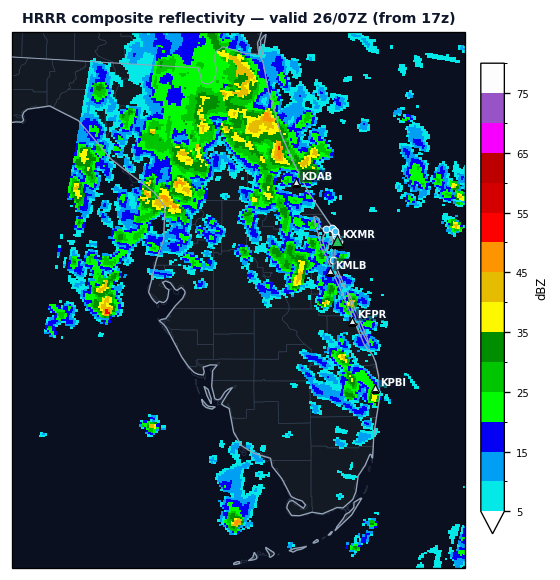 HRRR composite reflectivity — valid 26/07Z (from 17z)
KDAB
KXMR
KMLB
KFPR
KPBI
75
65
55
45
35
25
15
5
dBZ